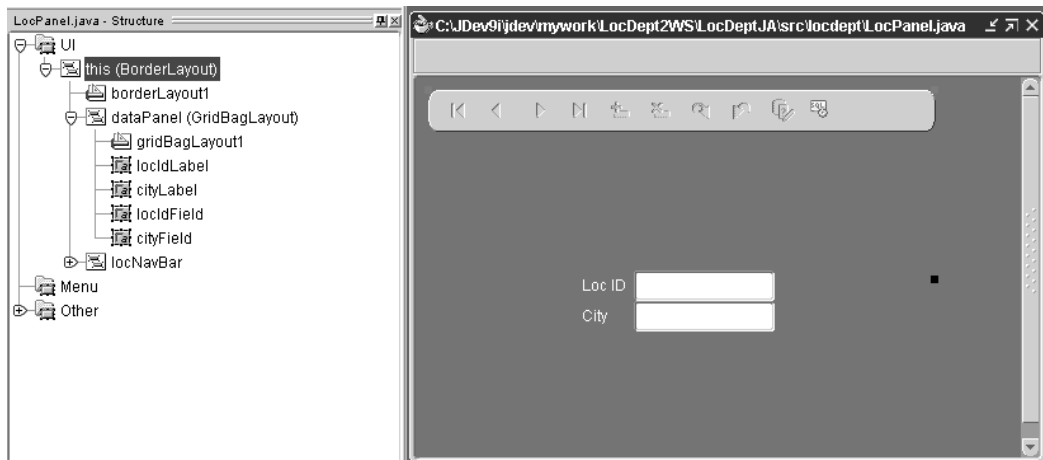 LocPanel.java - Structure
UI
this (BorderLayout)
borderLayout1
dataPanel (GridBagLayout)
gridBagLayout1
locIdLabel
cityLabel
locIdField
cityField
locNavBar
Menu
Other
C:\JDev9i\jdev\mywork\LocDept2WS\LocDeptJA\src\locdept\LocPanel.java
Loc ID
City